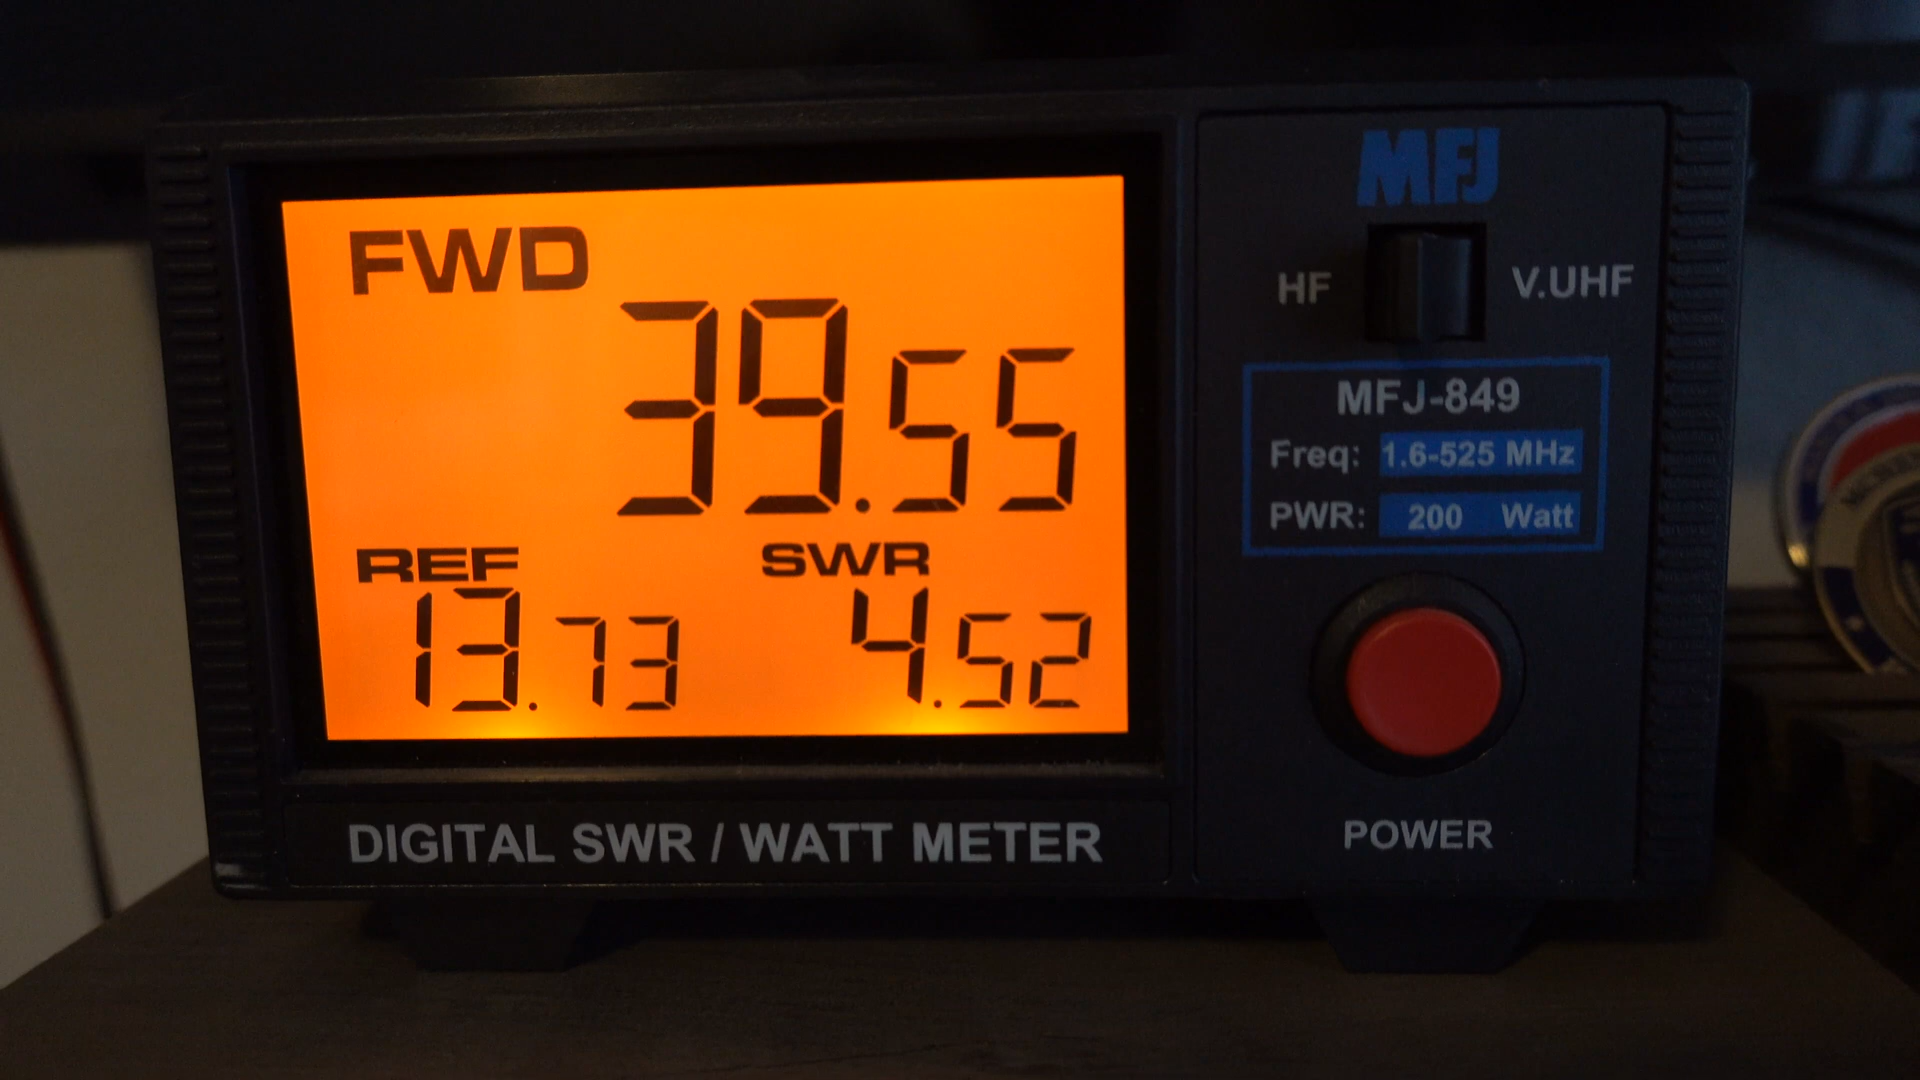 FWD
39.55
REF SWR
13.73 4.52
DIGITAL SWR / WATT METER
MFJ
HF V.UHF
MFJ-849
Freq: 1.6-525 MHz
PWR: 200 Watt
POWER